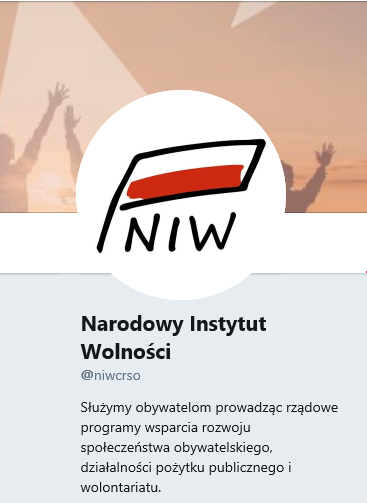 NIW
Narodowy Instytut
Wolności
@niwcrso
Służymy obywatelom prowadząc rządowe
programy wsparcia rozwoju
społeczeństwa obywatelskiego,
działalności pożytku publicznego i
wolontariatu.